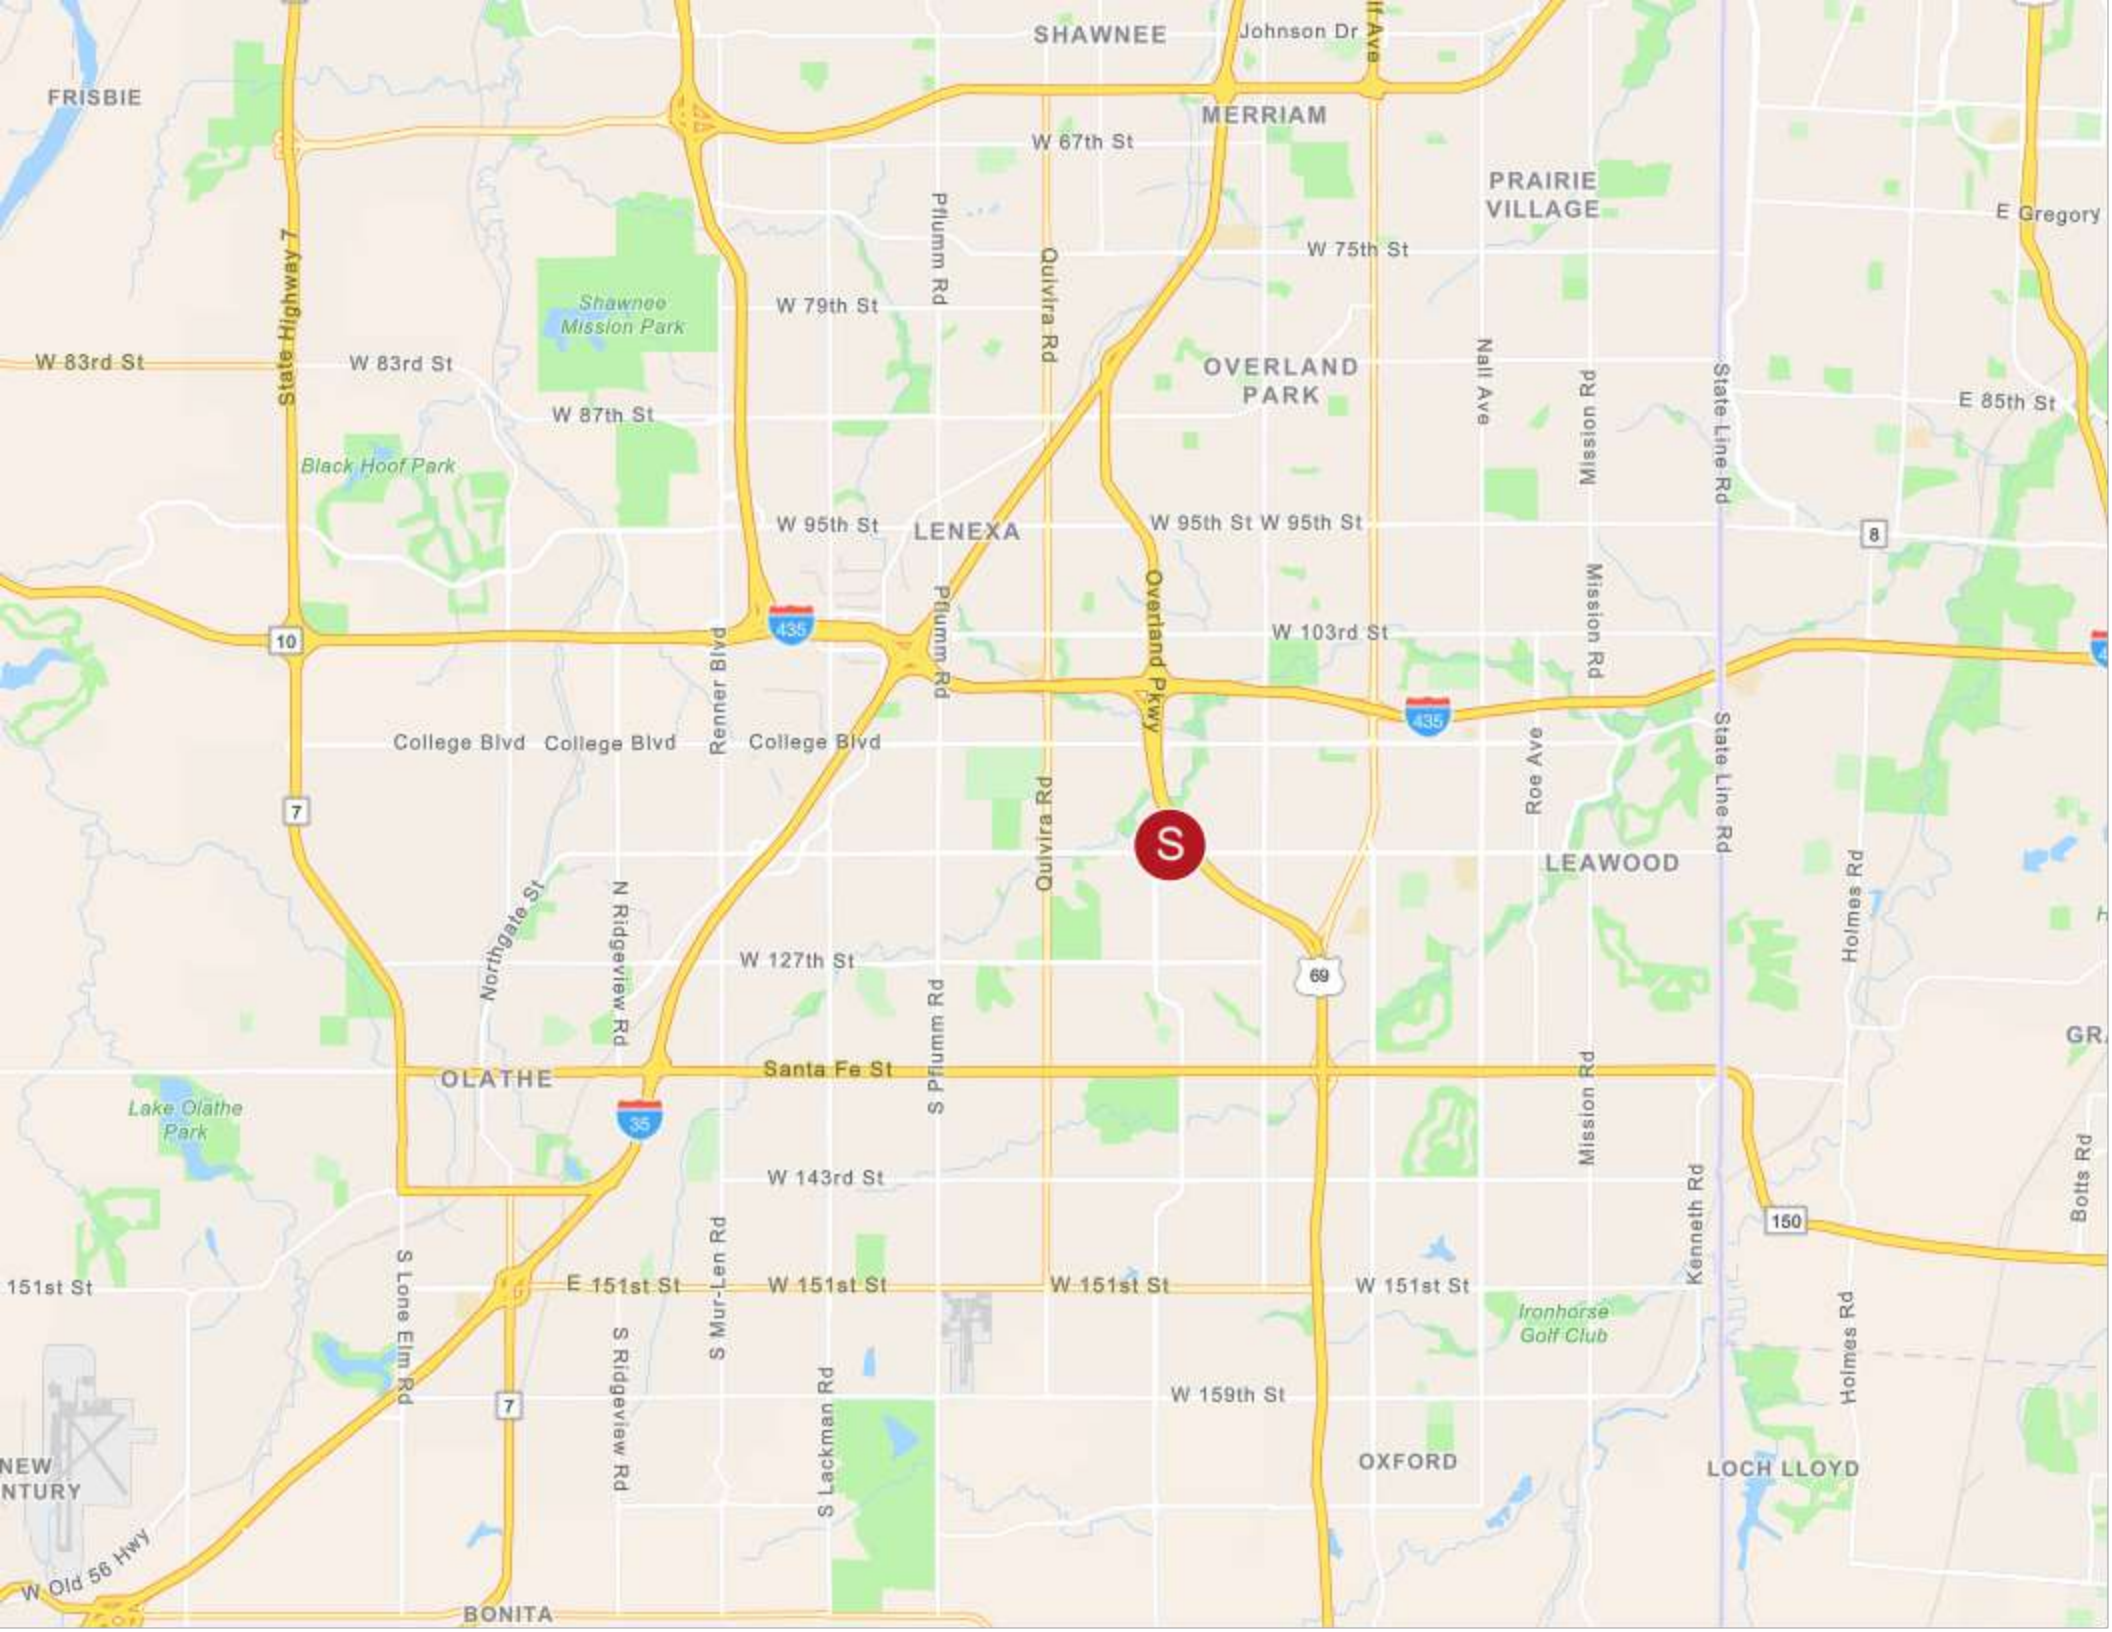 SHAWNEE
Johnson Dr
lf Ave
FRISBIE
MERRIAM
W 67th St
PRAIRIE
VILLAGE
E Gregory
W 75th St
Pflumm Rd
Quivira Rd
State Highway 7
Shawnee
Mission Park
W 79th St
W 83rd St
W 83rd St
OVERLAND
PARK
Nall Ave
Mission Rd
State Line Rd
E 85th St
W 87th St
Black Hoof Park
W 95th St
LENEXA
W 95th St
W 95th St
8
Overland Pkwy
Pflumm Rd
Mission Rd
435
10
W 103rd St
4
Renner Blvd
435
College Blvd
College Blvd
College Blvd
Roe Ave
State Line Rd
7
Quivira Rd
S
LEAWOOD
Holmes Rd
Northgate St
N Ridgeview Rd
H
W 127th St
69
S Pflumm Rd
GR
Santa Fe St
OLATHE
Mission Rd
Lake Olathe
Park
35
W 143rd St
Kenneth Rd
Botts Rd
150
S Lone Elm Rd
S Mur-Len Rd
151st St
E 151st St
W 151st St
W 151st St
W 151st St
Ironhorse
Golf Club
Holmes Rd
S Ridgeview Rd
S Lackman Rd
7
W 159th St
NEW
NTURY
OXFORD
LOCH LLOYD
W Old 56 Hwy
BONITA